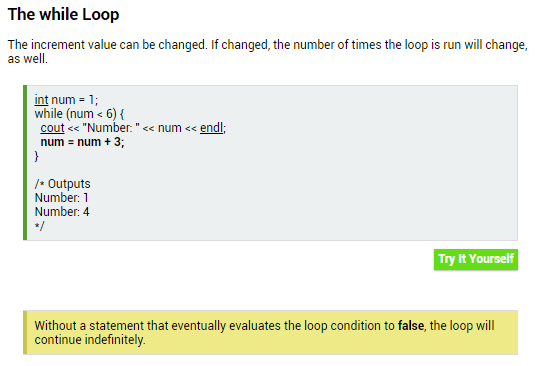 The while Loop
The increment value can be changed. If changed, the number of times the loop is run will change,
as well.
int num = 1;
while (num < 6) {
cout << "Number: " << num << endl;
num = num + 3;
}
/* Outputs
Number: 1
Number: 4
*/
Try It Yourself
Without a statement that eventually evaluates the loop condition to false, the loop will
continue indefinitely.